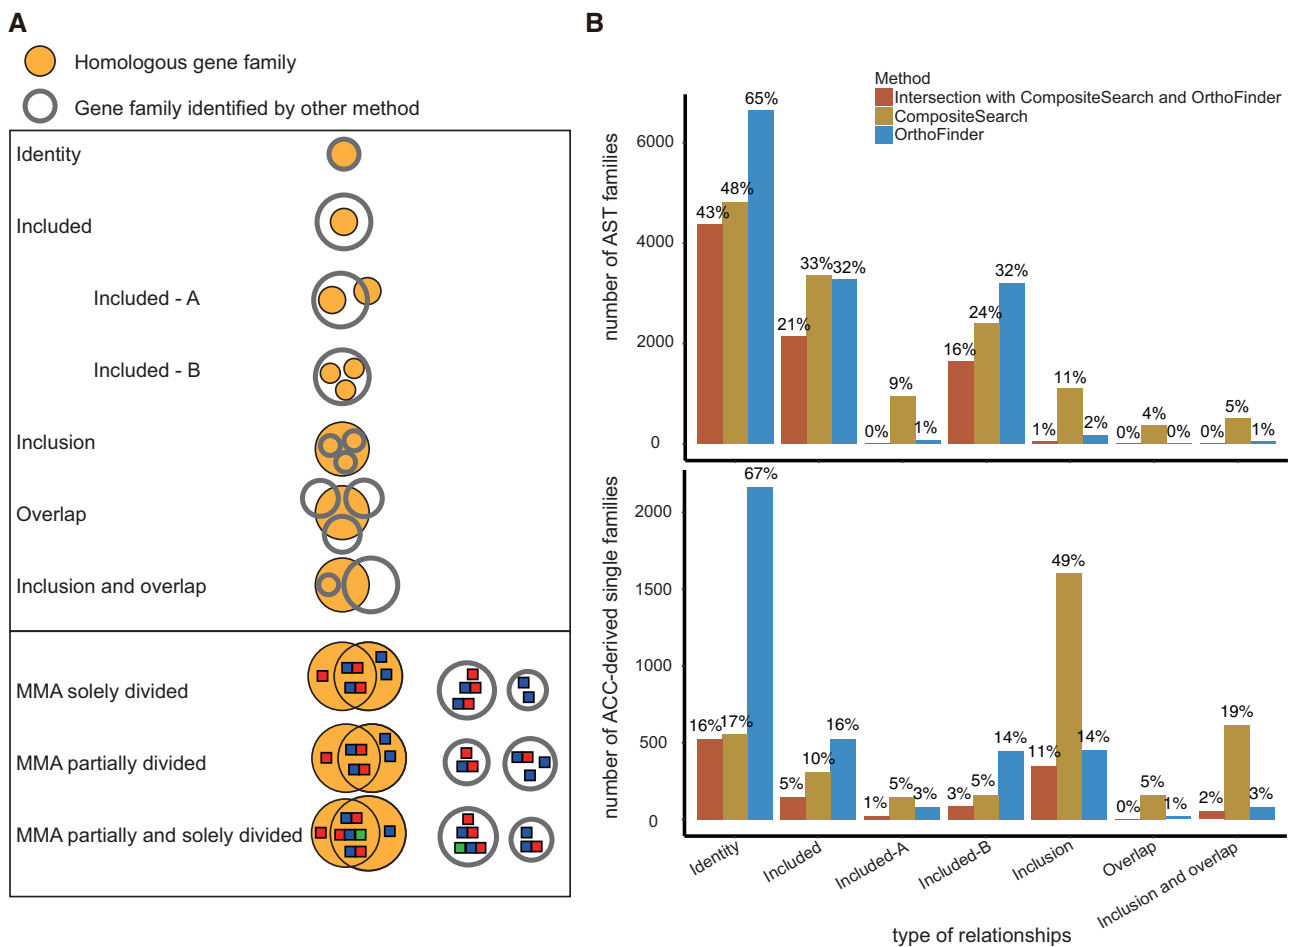 A
Homologous gene family
Gene family identified by other method
Identity
Included
Included - A
Included - B
Inclusion
Overlap
Inclusion and overlap
MMA solely divided
MMA partially divided
MMA partially and solely divided
B
Method
Intersection with CompositeSearch and OrthoFinder
CompositeSearch
OrthoFinder
number of AST families
6000
4000
2000
0
43%
48%
65%
21%
33%
32%
0%
9%
1%
16%
24%
32%
1%
11%
2%
0%
4%
0%
0%
5%
1%
number of ACC-derived single families
2000
1500
1000
500
0
16%
17%
67%
5%
10%
16%
1%
5%
3%
3%
5%
14%
11%
49%
14%
0%
5%
1%
2%
19%
3%
Identity
Included
Included-A
Included-B
Inclusion
Overlap
Inclusion and overlap
type of relationships